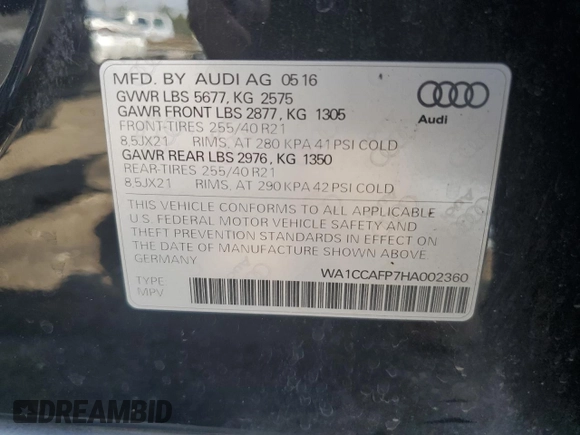 MFD. BY AUDI AG 0516
GVWR LBS 5677, KG 2575
GAWR FRONT LBS 2877, KG 1305
FRONT-TIRES 255/40 R21
8,5JX21 RIMS, AT 280 KPA 41 PSI COLD
GAWR REAR LBS 2976, KG 1350
REAR-TIRES 255/40 R21
8,5JX21 RIMS, AT 290 KPA 42 PSI COLD
Audi
THIS VEHICLE CONFORMS TO ALL APPLICABLE
U.S. FEDERAL MOTOR VEHICLE SAFETY AND
THEFT PREVENTION STANDARDS IN EFFECT ON
THE DATE OF MANUFACTURE SHOWN ABOVE.
GERMANY
WA1CCAFP7HA002360
TYPE
MPV
DREAMBID